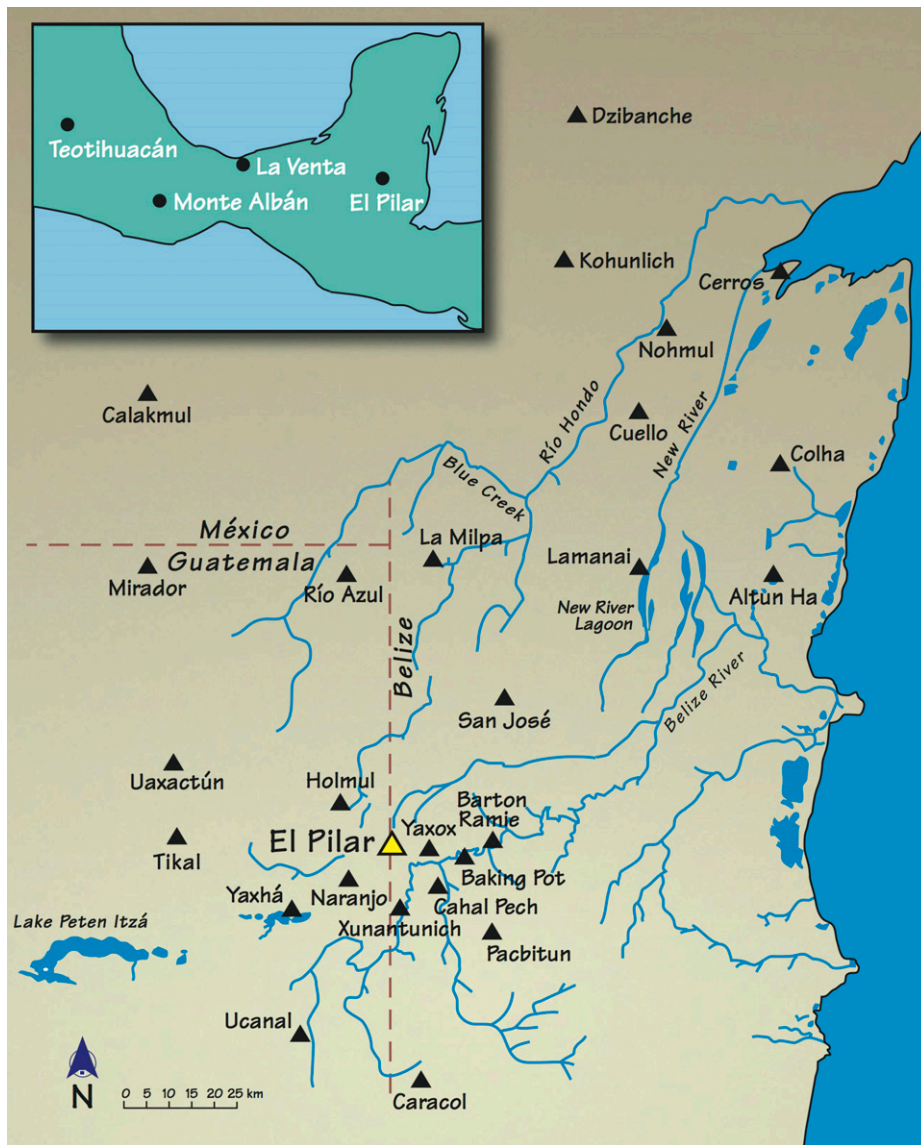 Teotihuacán
La Venta
Monte Albán
El Pilar
Dzibanche
Kohunlich
Cerros
Nohmul
Calakmul
Río Hondo
New River
Cuello
Colha
Blue Creek
México
Guatemala
La Milpa
Mirador
Río Azul
Lamanai
Altun Ha
New River
Lagoon
Belize
Belize River
San José
Uaxactún
Holmul
Barton
Ramie
El Pilar
Yaxox
Tikal
Baking Pot
Yaxhá
Naranjo
Cahal Pech
Xunantunich
Lake Peten Itzá
Pacbitun
Ucanal
N
0 5 10 15 20 25 km
Caracol